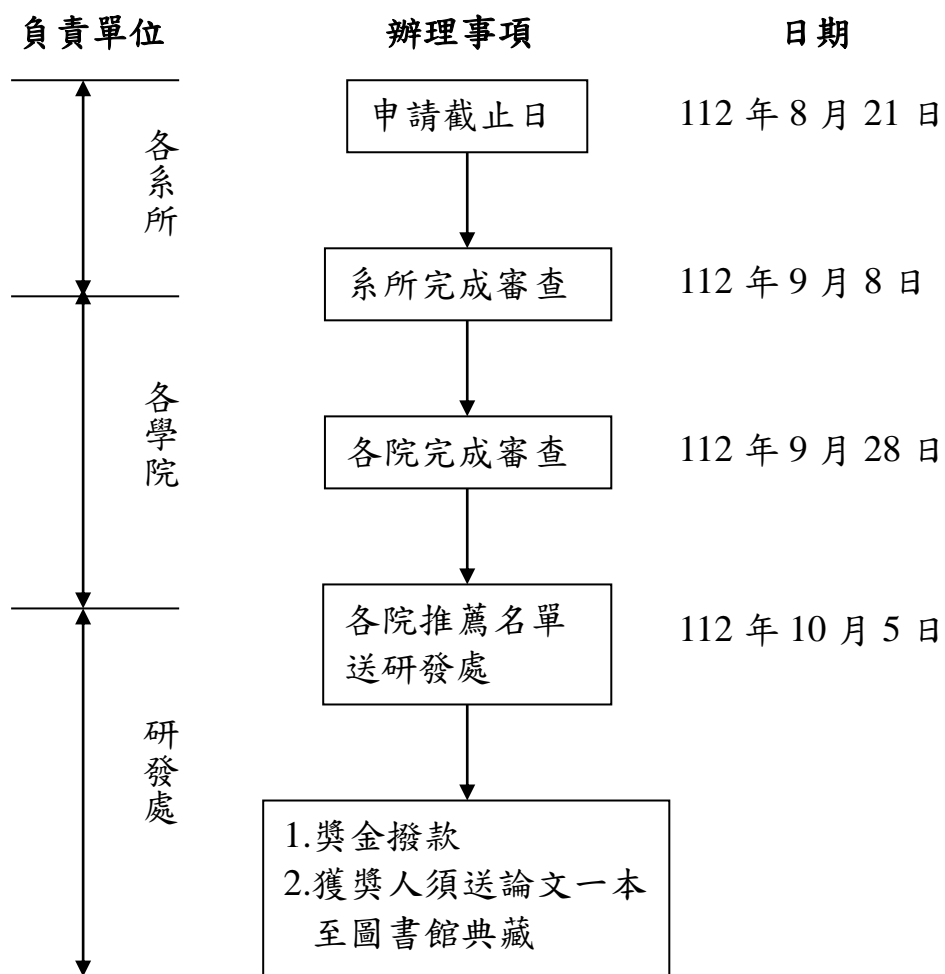 負責單位 辦理事項 日期
申請截止日 112 年 8 月 21 日
各系所
系所完成審查 112 年 9 月 8 日
各學院
各院完成審查 112 年 9 月 28 日
各院推薦名單 112 年 10 月 5 日
送研發處
研發處
1.獎金撥款
2.獲獎人須送論文一本
至圖書館典藏